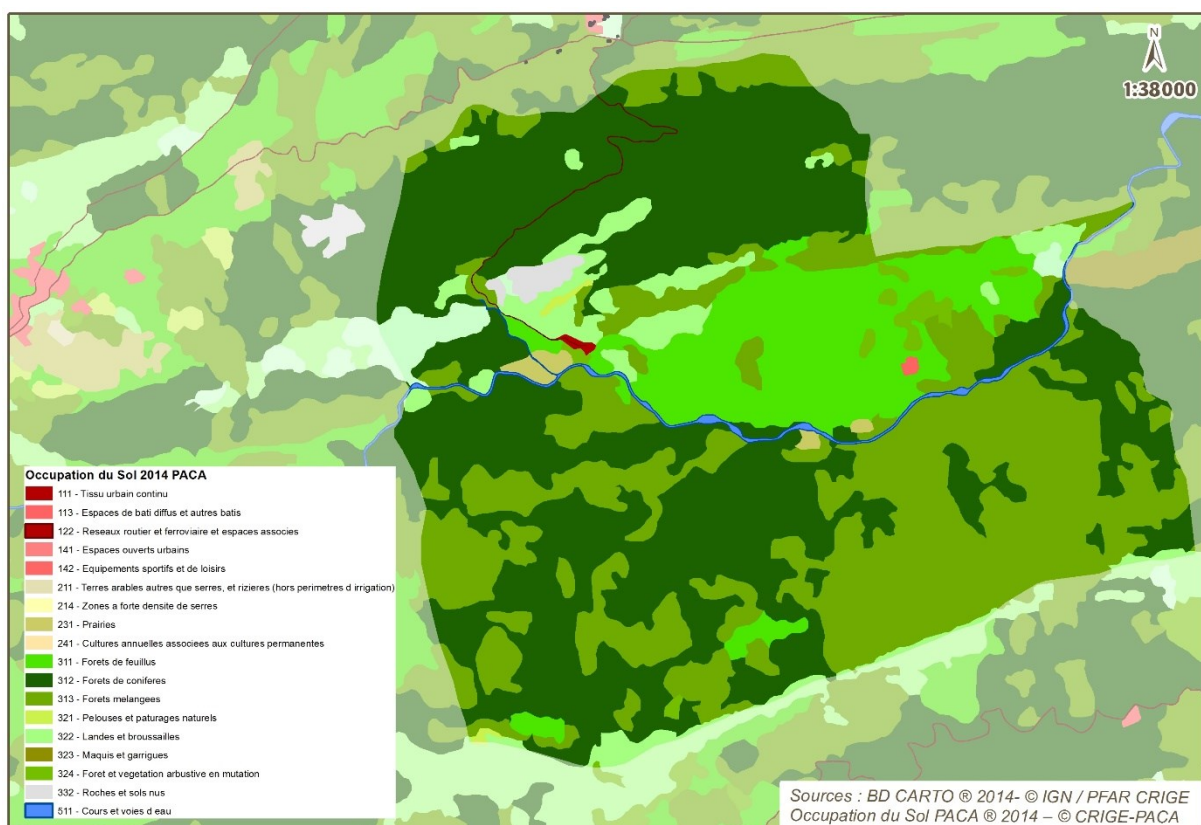 N
1:38000
Occupation du Sol 2014 PACA
111 - Tissu urbain continu
113 - Espaces de bati diffus et autres batis
122 - Reseaux routier et ferroviaire et espaces associes
141 - Espaces ouverts urbains
142 - Equipements sportifs et de loisirs
211 - Terres arables autres que serres, et rizieres (hors perimetres d irrigation)
214 - Zones a forte densite de serres
231 - Prairies
241 - Cultures annuelles associees aux cultures permanentes
311 - Forets de feuillus
312 - Forets de coniferes
313 - Forets melangees
321 - Pelouses et paturages naturels
322 - Landes et broussailles
323 - Maquis et garrigues
324 - Foret et vegetation arbustive en mutation
332 - Roches et sols nus
511 - Cours et voies d eau
Sources : BD CARTO ® 2014- © IGN / PFAR CRIGE
Occupation du Sol PACA ® 2014 – © CRIGE-PACA